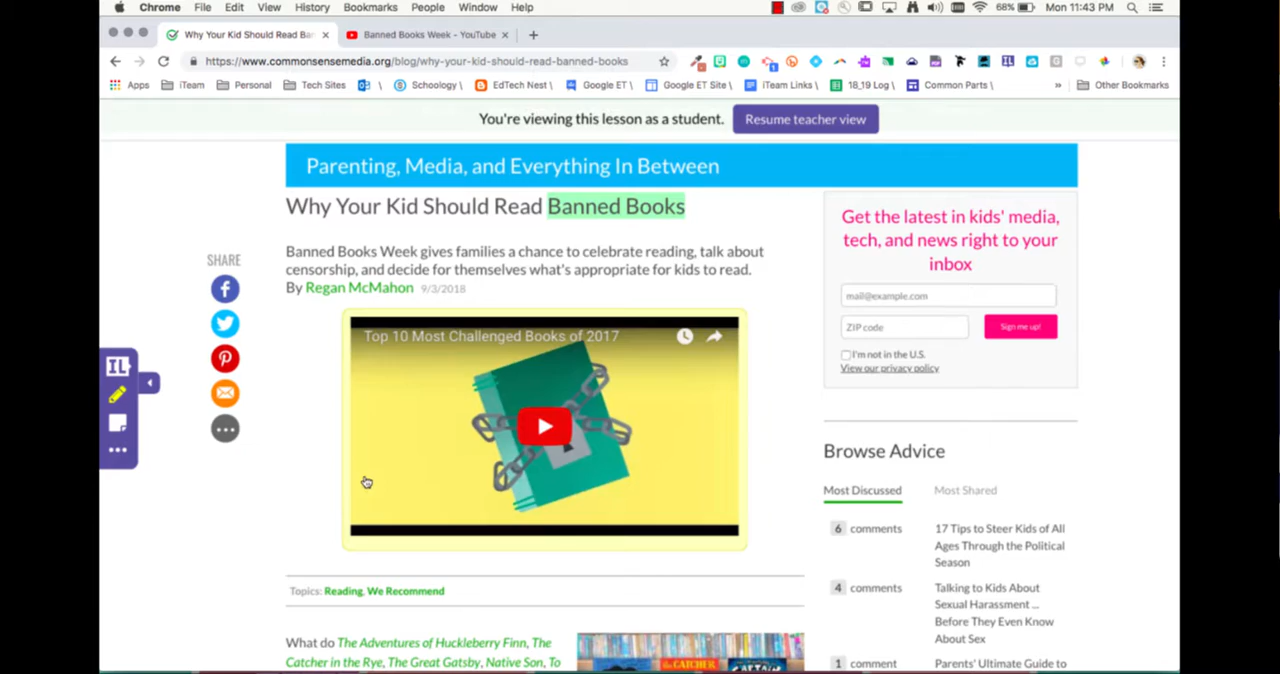 Chrome File Edit View History Bookmarks People Window Help
68% Mon 11:43 PM
Why Your Kid Should Read Ban
Banned Books Week - YouTube
https://www.commonsensemedia.org/blog/why-your-kid-should-read-banned-books
Apps iTeam Personal Tech Sites \ Schoology \ EdTech Nest \ Google ET \ Google ET Site \ iTeam Links \ 18_19 Log \ Common Parts \ » Other Bookmarks
You're viewing this lesson as a student. Resume teacher view
Parenting, Media, and Everything In Between
Why Your Kid Should Read Banned Books
Banned Books Week gives families a chance to celebrate reading, talk about
censorship, and decide for themselves what's appropriate for kids to read.
By Regan McMahon 9/3/2018
SHARE
IL
Top 10 Most Challenged Books of 2017
Topics: Reading, We Recommend
What do The Adventures of Huckleberry Finn, The
Catcher in the Rye, The Great Gatsby, Native Son, To
CATCHER
Get the latest in kids' media,
tech, and news right to your
inbox
mail@example.com
ZIP code
Sign me up!
I'm not in the U.S.
View our privacy policy
Browse Advice
Most Discussed Most Shared
6 comments 17 Tips to Steer Kids of All
Ages Through the Political
Season
4 comments Talking to Kids About
Sexual Harassment ...
Before They Even Know
About Sex
1 comment Parents' Ultimate Guide to